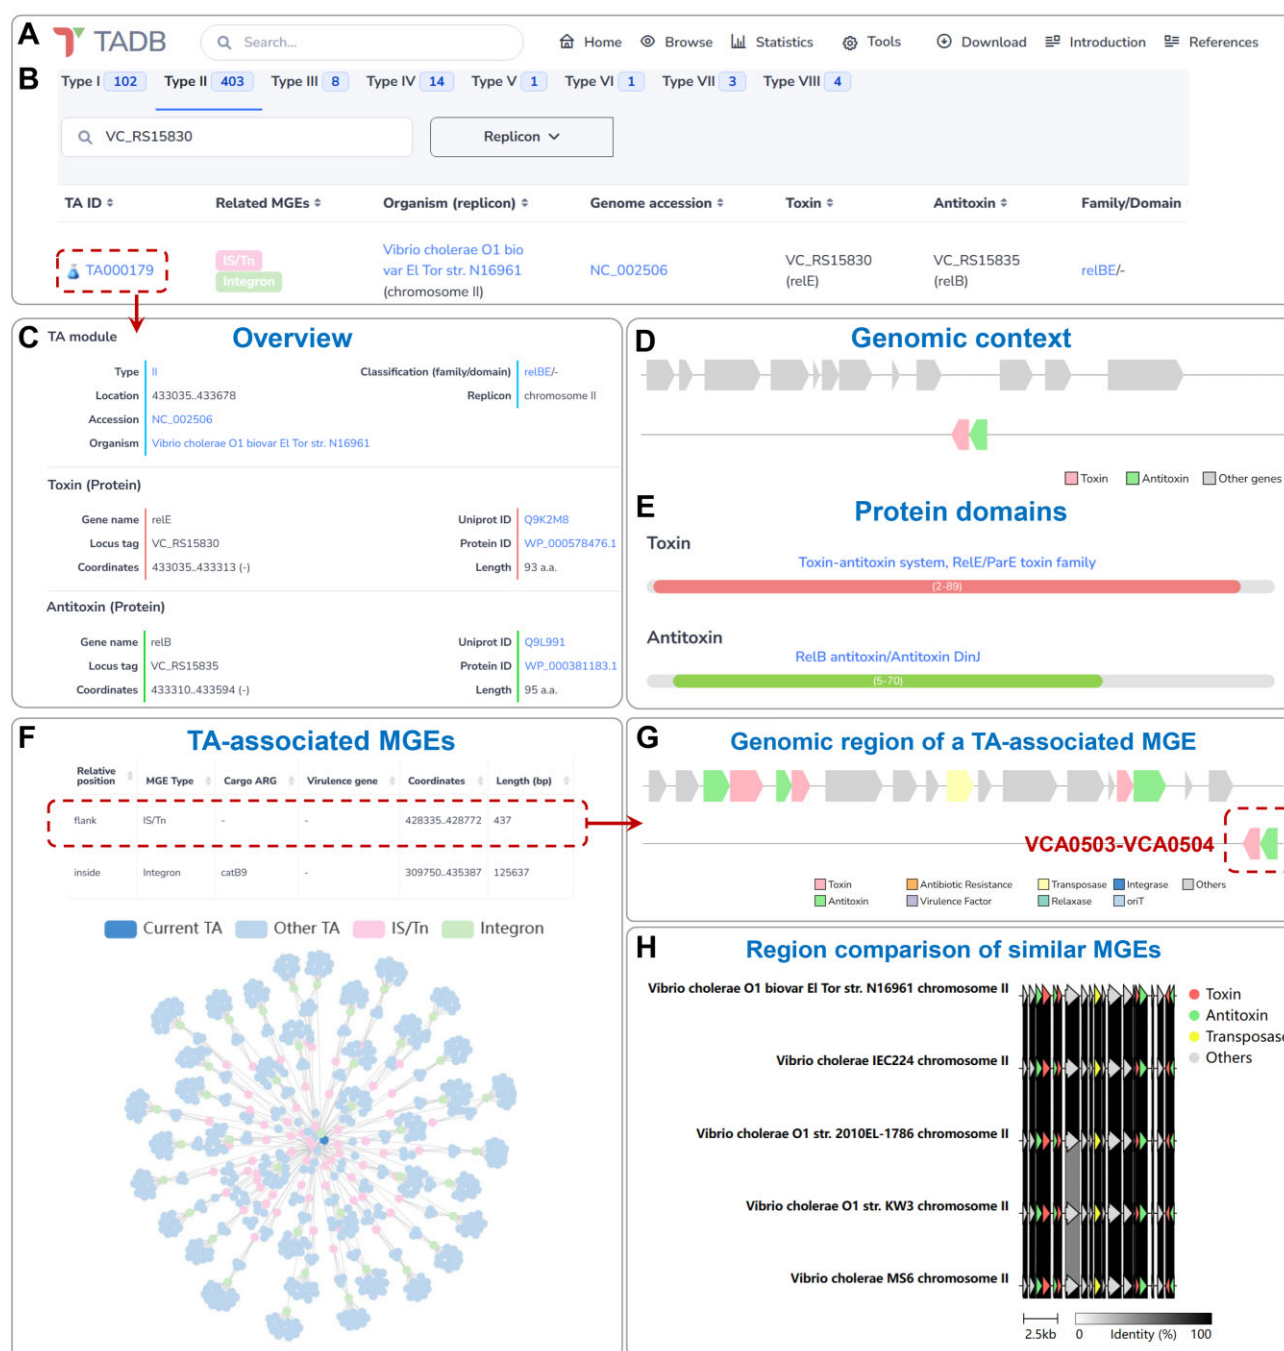 A TADB Search... Home Browse Statistics Tools Download Introduction References
B Type I 102 Type II 403 Type III 8 Type IV 14 Type V 1 Type VI 1 Type VII 3 Type VIII 4
VC_RS15830 Replicon
TA ID Related MGEs Organism (replicon) Genome accession Toxin Antitoxin Family/Domain
TA000179
IS/Tn
Integron
Vibrio cholerae O1 bio
var El Tor str. N16961
(chromosome II)
NC_002506
VC_RS15830
(relE)
VC_RS15835
(relB)
relBE/-
C TA module Overview
Type II Classification (family/domain) relBE/-
Location 433035..433678 Replicon chromosome II
Accession NC_002506
Organism Vibrio cholerae O1 biovar El Tor str. N16961
Toxin (Protein)
Gene name relE Uniprot ID Q9K2M8
Locus tag VC_RS15830 Protein ID WP_000578476.1
Coordinates 433035..433313 (-) Length 93 a.a.
Antitoxin (Protein)
Gene name relB Uniprot ID Q9L991
Locus tag VC_RS15835 Protein ID WP_000381183.1
Coordinates 433310..433594 (-) Length 95 a.a.
D Genomic context
Toxin Antitoxin Other genes
E Protein domains
Toxin
Toxin-antitoxin system, RelE/ParE toxin family
(2-89)
Antitoxin
RelB antitoxin/Antitoxin DinJ
(5-70)
F TA-associated MGEs
Relative
position
MGE Type Cargo ARG Virulence gene Coordinates Length (bp)
flank IS/Tn - - 428335..428772 437
inside Integron catB9 - 309750..435387 125637
Current TA Other TA IS/Tn Integron
G Genomic region of a TA-associated MGE
VCA0503-VCA0504
Toxin Antibiotic Resistance Transposase Integrase Others
Antitoxin Virulence Factor Relaxase oriT
H Region comparison of similar MGEs
Vibrio cholerae O1 biovar El Tor str. N16961 chromosome II
Vibrio cholerae IEC224 chromosome II
Vibrio cholerae O1 str. 2010EL-1786 chromosome II
Vibrio cholerae O1 str. KW3 chromosome II
Vibrio cholerae MS6 chromosome II
Toxin
Antitoxin
Transposase
Others
2.5kb 0 Identity (%) 100